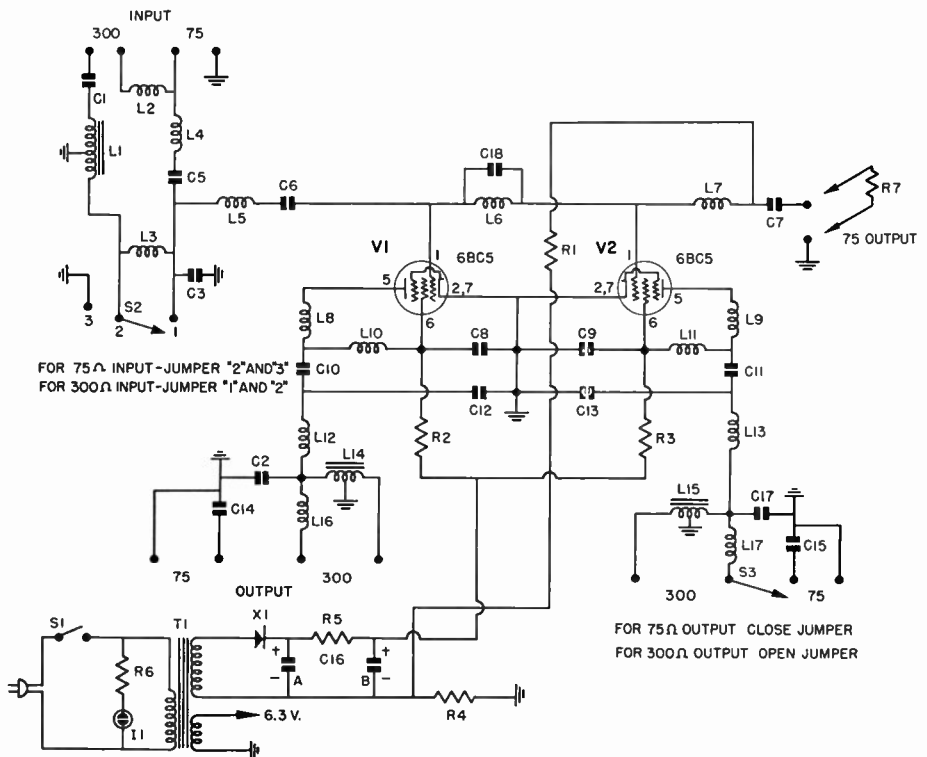 INPUT
300 75
C1
L2
L4
L1
C5
L5
C6
L3
C3
S2
3 2 1
FOR 75Ω INPUT-JUMPER "2" AND "3"
FOR 300Ω INPUT-JUMPER "1" AND "2"
C18
L6
L7
C7
R7
75 OUTPUT
V1
1
6BC5
R1
V2
1
6BC5
5
2,7
6
2,7
5
6
L8
L10
C8
C9
L11
L9
C10
C12
C13
C11
L12
R2
R3
L13
C2
L14
C14
L16
75
300
OUTPUT
L15
C17
L17
C15
S3
300
75
FOR 75Ω OUTPUT CLOSE JUMPER
FOR 300Ω OUTPUT OPEN JUMPER
S1
T1
X1
R5
C16
+
-
A
+
-
B
R6
I1
R4
6.3 V.